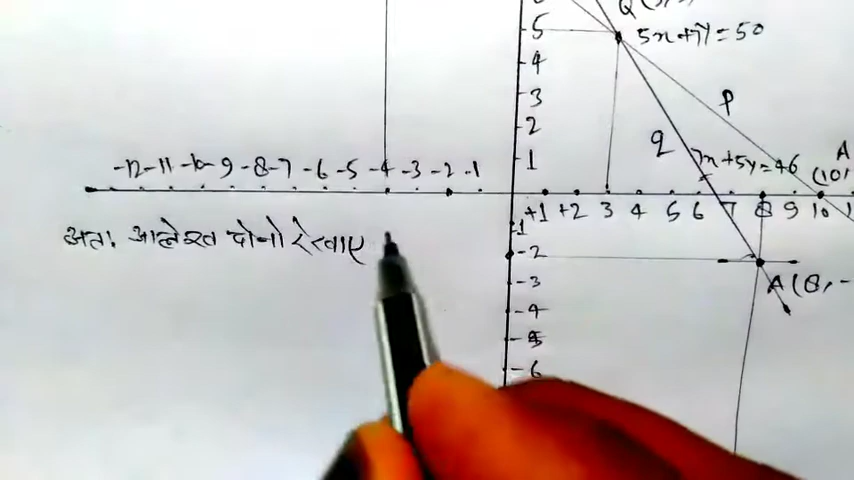 5
5x+7y=50
4
3
P
2
q
7x+5y=46
A
1
(10,
-12 -11 -10 -9 -8 -7 -6 -5 -4 -3 -2 -1
+1 +2 3 4 5 6 7 8 9 10
-1
अतः आलेख दोनो रेखाए
-2
-3
A(8,-
-4
-5
-6